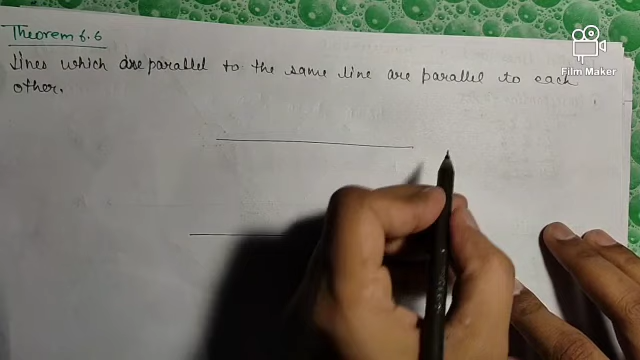 Theorem 6.6
Lines which are parallel to the same line are parallel to each
other.
Film Maker